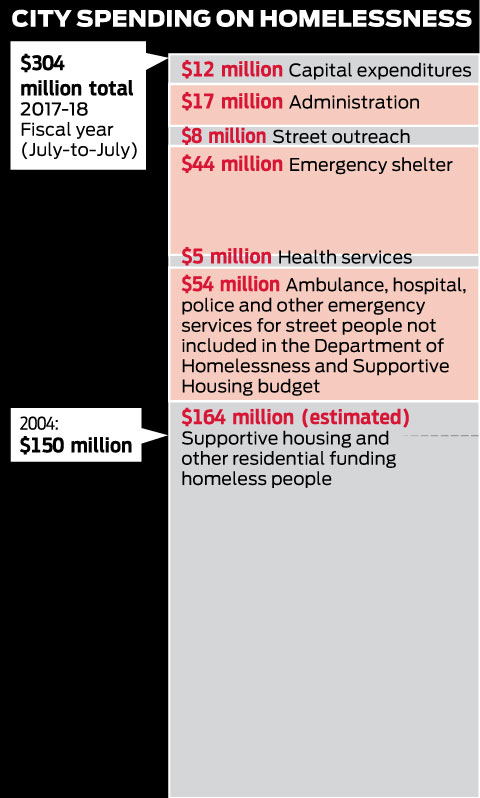 CITY SPENDING ON HOMELESSNESS
$304
million total
2017-18
Fiscal year
(July-to-July)
$12 million Capital expenditures
$17 million Administration
$8 million Street outreach
$44 million Emergency shelter
$5 million Health services
$54 million Ambulance, hospital,
police and other emergency
services for street people not
included in the Department of
Homelessness and Supportive
Housing budget
2004:
$150 million
$164 million (estimated)
Supportive housing and
other residential funding
homeless people